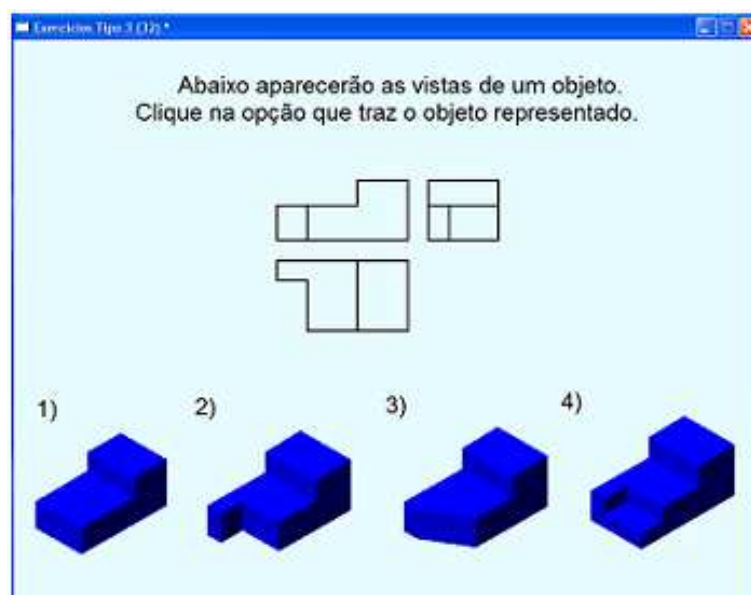 Exercícios Tipo 3 (32) *
Abaixo aparecerão as vistas de um objeto.
Clique na opção que traz o objeto representado.
1)
2)
3)
4)